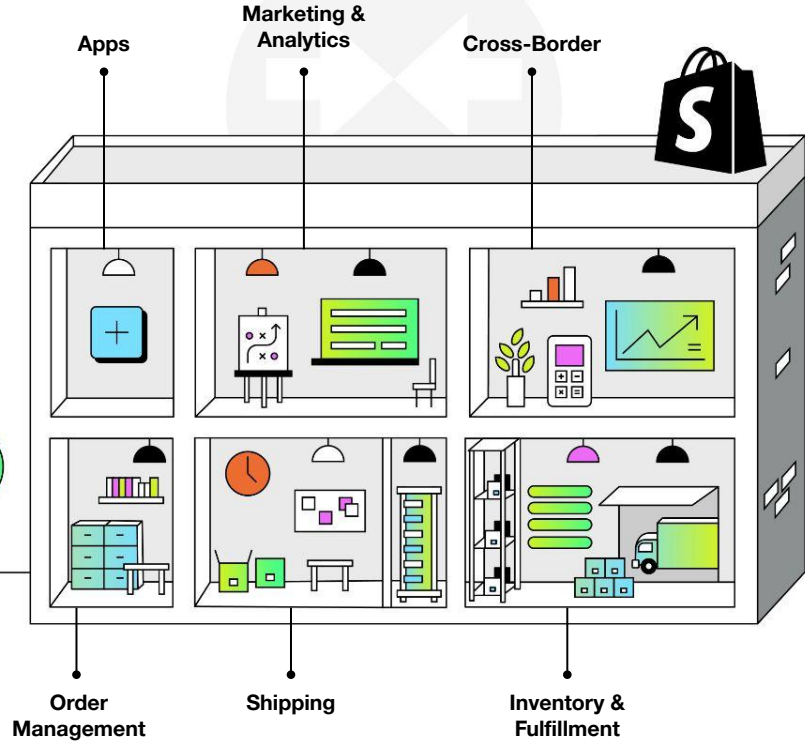 Marketing &
Analytics
Apps
Cross-Border
S
Order
Management
Shipping
Inventory &
Fulfillment